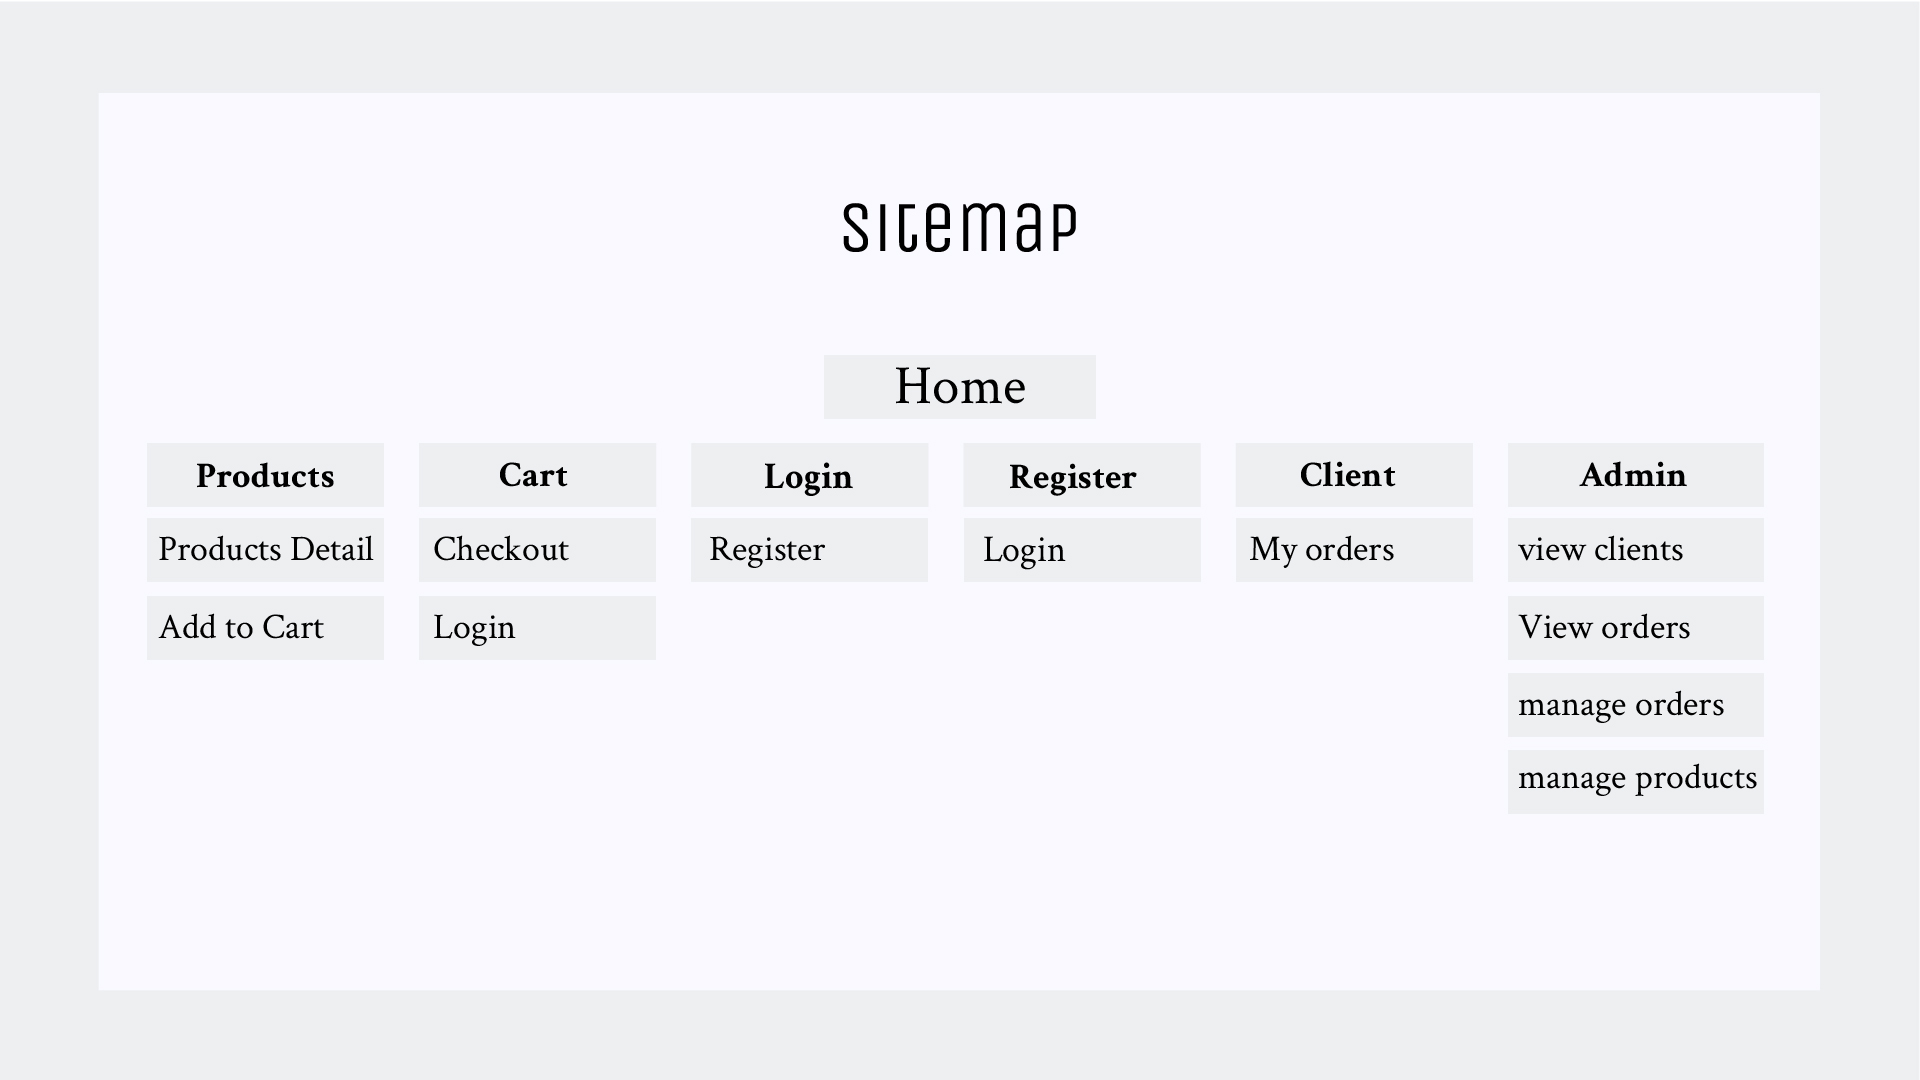 sitemap
Home
Products
Cart
Login
Register
Client
Admin
Products Detail
Checkout
Register
Login
My orders
view clients
Add to Cart
Login
View orders
manage orders
manage products